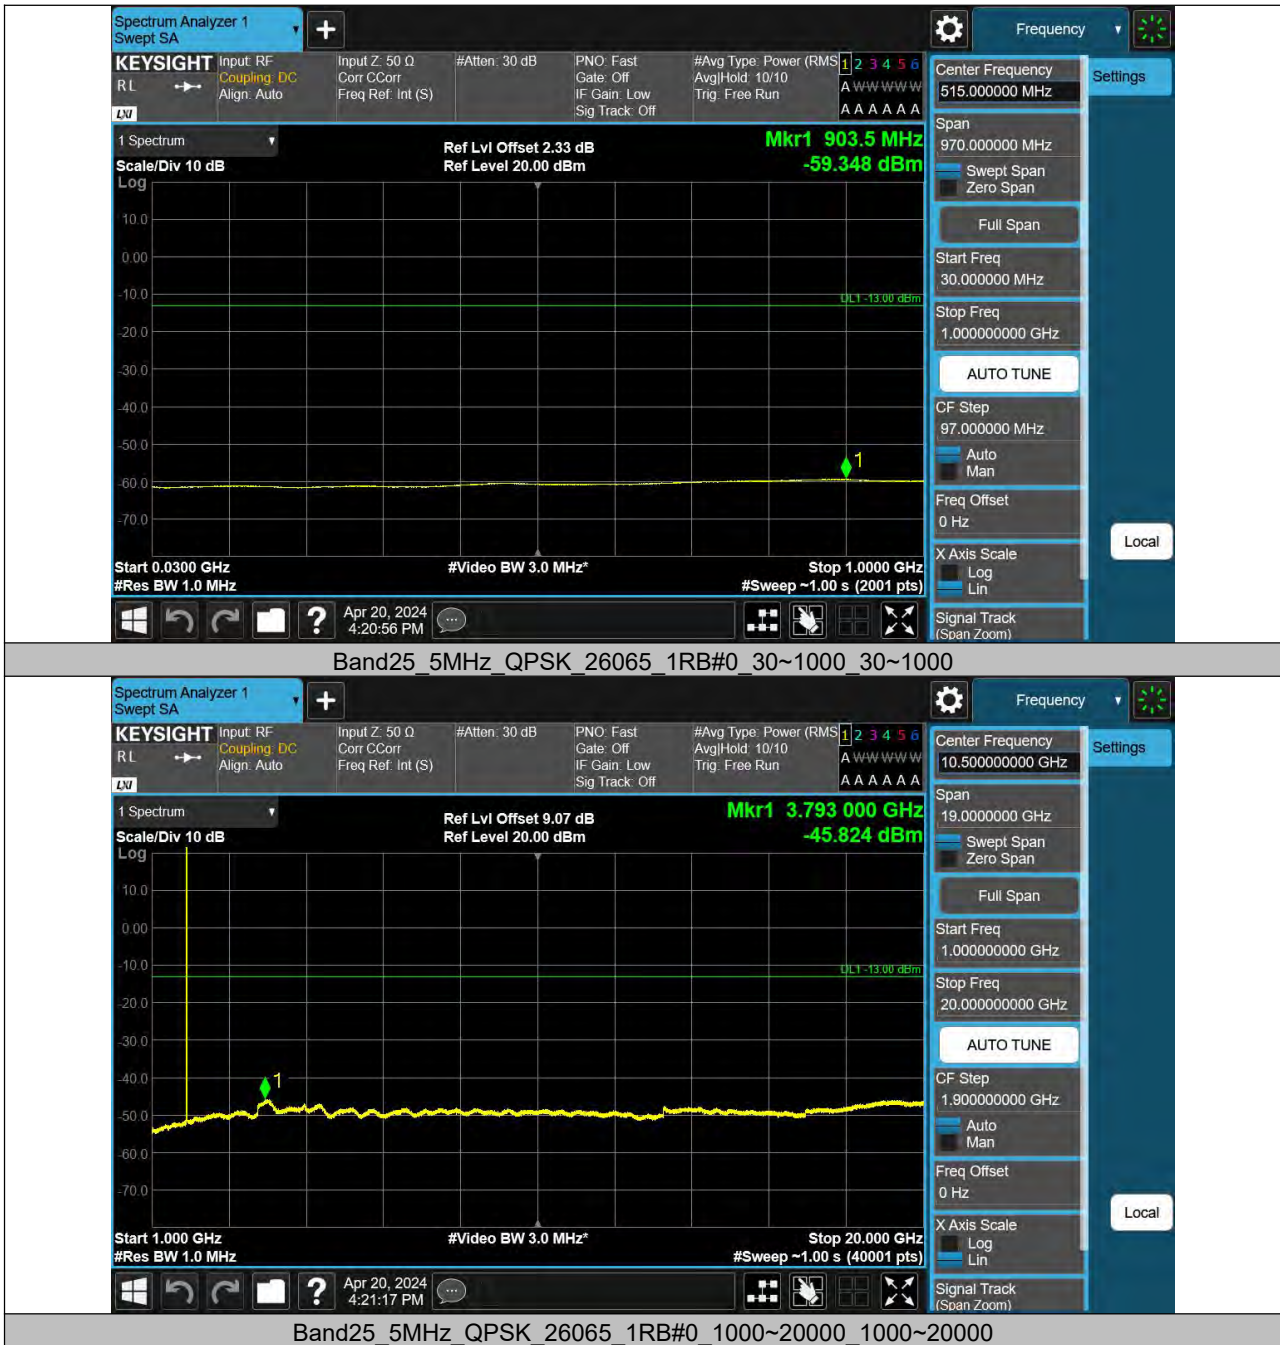 Spectrum Analyzer 1
Swept SA
Frequency
KEYSIGHT
Input: RF
Coupling: DC
Align: Auto
Input Z: 50 Ω
Corr CCorr
Freq Ref: Int (S)
#Atten: 30 dB
PNO: Fast
Gate: Off
IF Gain: Low
Sig Track: Off
#Avg Type: Power (RMS
Avg|Hold: 10/10
Trig: Free Run
1 2 3 4 5 6
A W W W W W
A A A A A A
R L
LXI
Center Frequency
515.000000 MHz
Settings
1 Spectrum
Scale/Div 10 dB
Ref Lvl Offset 2.33 dB
Ref Level 20.00 dBm
Mkr1 903.5 MHz
-59.348 dBm
Span
970.000000 MHz
Swept Span
Zero Span
Full Span
Start Freq
30.000000 MHz
Stop Freq
1.000000000 GHz
AUTO TUNE
CF Step
97.000000 MHz
Auto
Man
Freq Offset
0 Hz
X Axis Scale
Log
Lin
Signal Track
(Span Zoom)
Local
Log
10.0
0.00
-10.0
DL1 -13.00 dBm
-20.0
-30.0
-40.0
-50.0
1
-60.0
-70.0
Start 0.0300 GHz
#Video BW 3.0 MHz*
Stop 1.0000 GHz
#Res BW 1.0 MHz
#Sweep ~1.00 s (2001 pts)
?
Apr 20, 2024
4:20:56 PM
Band25_5MHz_QPSK_26065_1RB#0_30~1000_30~1000
Spectrum Analyzer 1
Swept SA
Frequency
KEYSIGHT
Input: RF
Coupling: DC
Align: Auto
Input Z: 50 Ω
Corr CCorr
Freq Ref: Int (S)
#Atten: 30 dB
PNO: Fast
Gate: Off
IF Gain: Low
Sig Track: Off
#Avg Type: Power (RMS
Avg|Hold: 10/10
Trig: Free Run
1 2 3 4 5 6
A W W W W W
A A A A A A
R L
LXI
Center Frequency
10.500000000 GHz
Settings
1 Spectrum
Scale/Div 10 dB
Ref Lvl Offset 9.07 dB
Ref Level 20.00 dBm
Mkr1 3.793 000 GHz
-45.824 dBm
Span
19.0000000 GHz
Swept Span
Zero Span
Full Span
Start Freq
1.000000000 GHz
Stop Freq
20.000000000 GHz
AUTO TUNE
CF Step
1.900000000 GHz
Auto
Man
Freq Offset
0 Hz
X Axis Scale
Log
Lin
Signal Track
(Span Zoom)
Local
Log
10.0
0.00
-10.0
DL1 -13.00 dBm
-20.0
-30.0
-40.0
1
-50.0
-60.0
-70.0
Start 1.000 GHz
#Video BW 3.0 MHz*
Stop 20.000 GHz
#Res BW 1.0 MHz
#Sweep ~1.00 s (40001 pts)
?
Apr 20, 2024
4:21:17 PM
Band25_5MHz_QPSK_26065_1RB#0_1000~20000_1000~20000